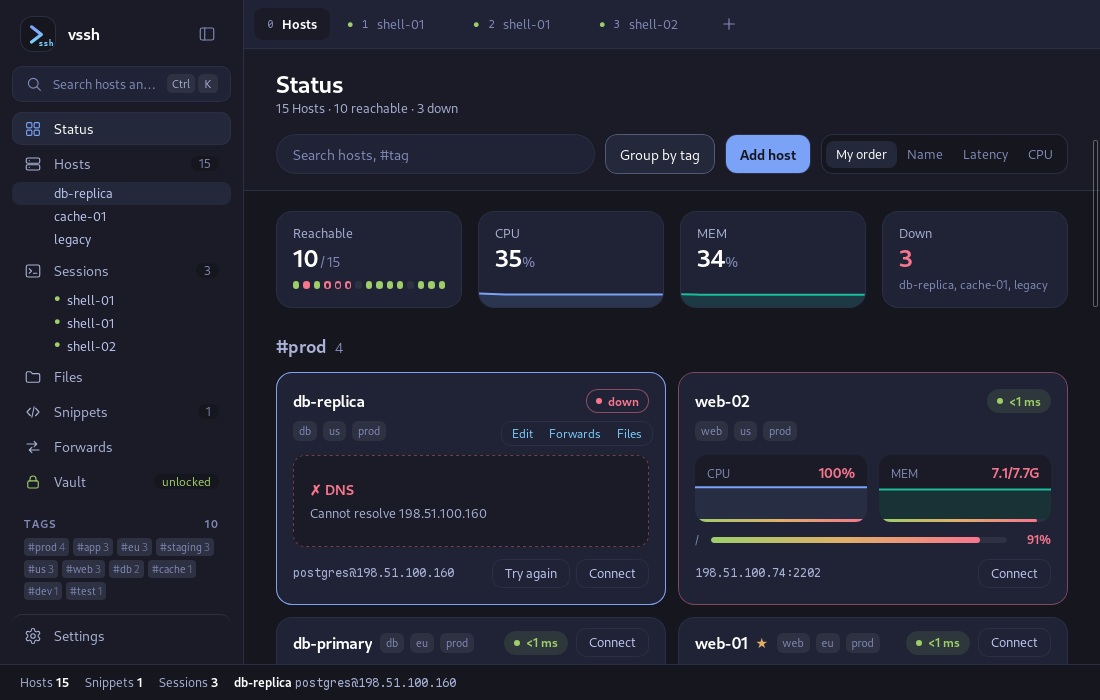 ssh
vssh
Search hosts an… Ctrl K
Status
Hosts 15
db-replica
cache-01
legacy
Sessions 3
shell-01
shell-01
shell-02
Files
Snippets 1
Forwards
Vault unlocked
TAGS 10
#prod 4 #app 3 #eu 3 #staging 3
#us 3 #web 3 #db 2 #cache 1
#dev 1 #test 1
Settings
0 Hosts 1 shell-01 2 shell-01 3 shell-02
Status
15 Hosts · 10 reachable · 3 down
Search hosts, #tag Group by tag Add host My order Name Latency CPU
Reachable
10 / 15
CPU
35%
MEM
34%
Down
3
db-replica, cache-01, legacy
#prod 4
db-replica down
db us prod Edit Forwards Files
✗ DNS
Cannot resolve 198.51.100.160
postgres@198.51.100.160 Try again Connect
web-02 <1 ms
web us prod
CPU 100% MEM 7.1/7.7G
/ 91%
198.51.100.74:2202 Connect
db-primary db eu prod <1 ms Connect
web-01 ★ web eu prod <1 ms Connect
Hosts 15 Snippets 1 Sessions 3 db-replica postgres@198.51.100.160